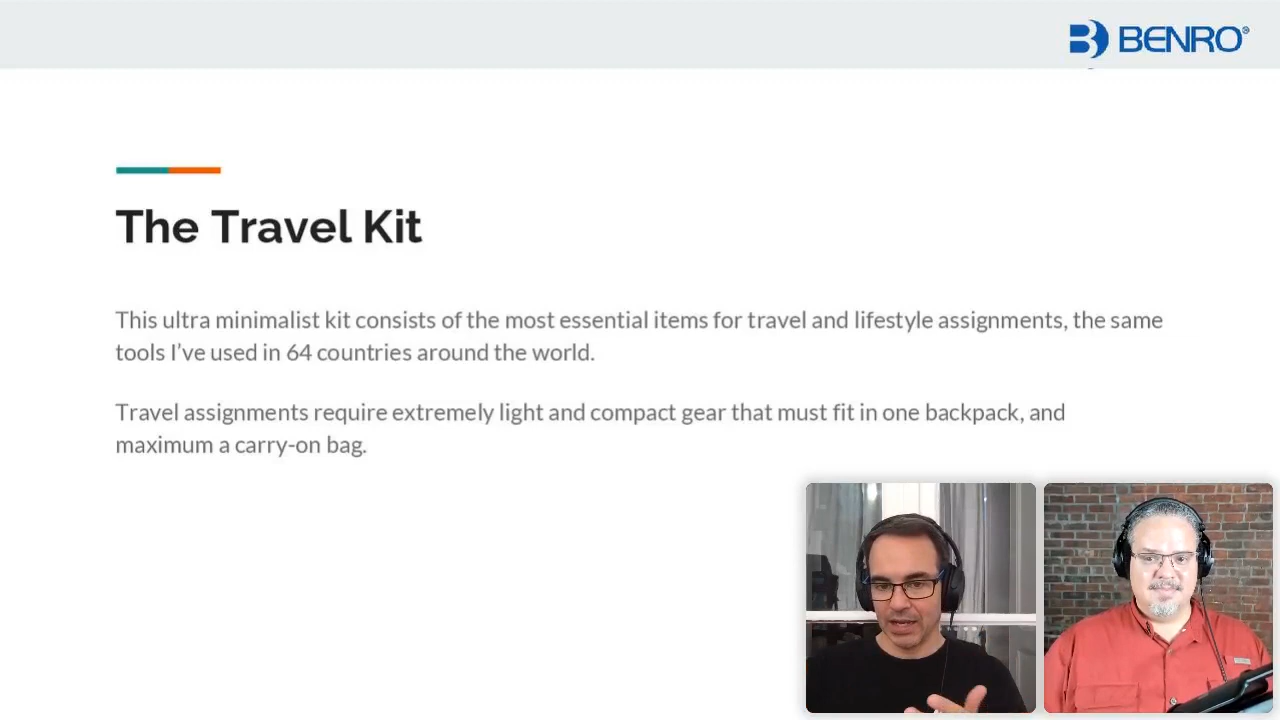 BENRO®
The Travel Kit
This ultra minimalist kit consists of the most essential items for travel and lifestyle assignments, the same
tools I’ve used in 64 countries around the world.
Travel assignments require extremely light and compact gear that must fit in one backpack, and
maximum a carry-on bag.